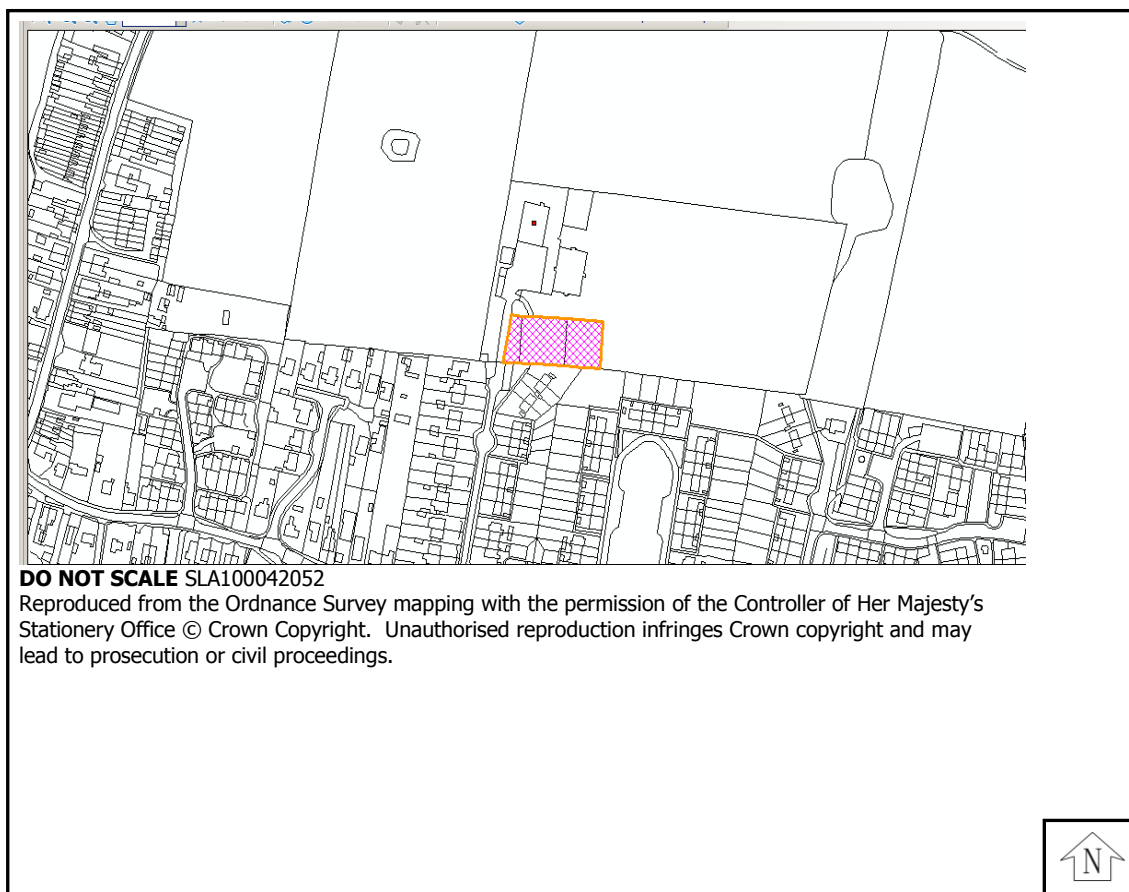 DO NOT SCALE SLA100042052
Reproduced from the Ordnance Survey mapping with the permission of the Controller of Her Majesty's
Stationery Office © Crown Copyright.  Unauthorised reproduction infringes Crown copyright and may
lead to prosecution or civil proceedings.
N